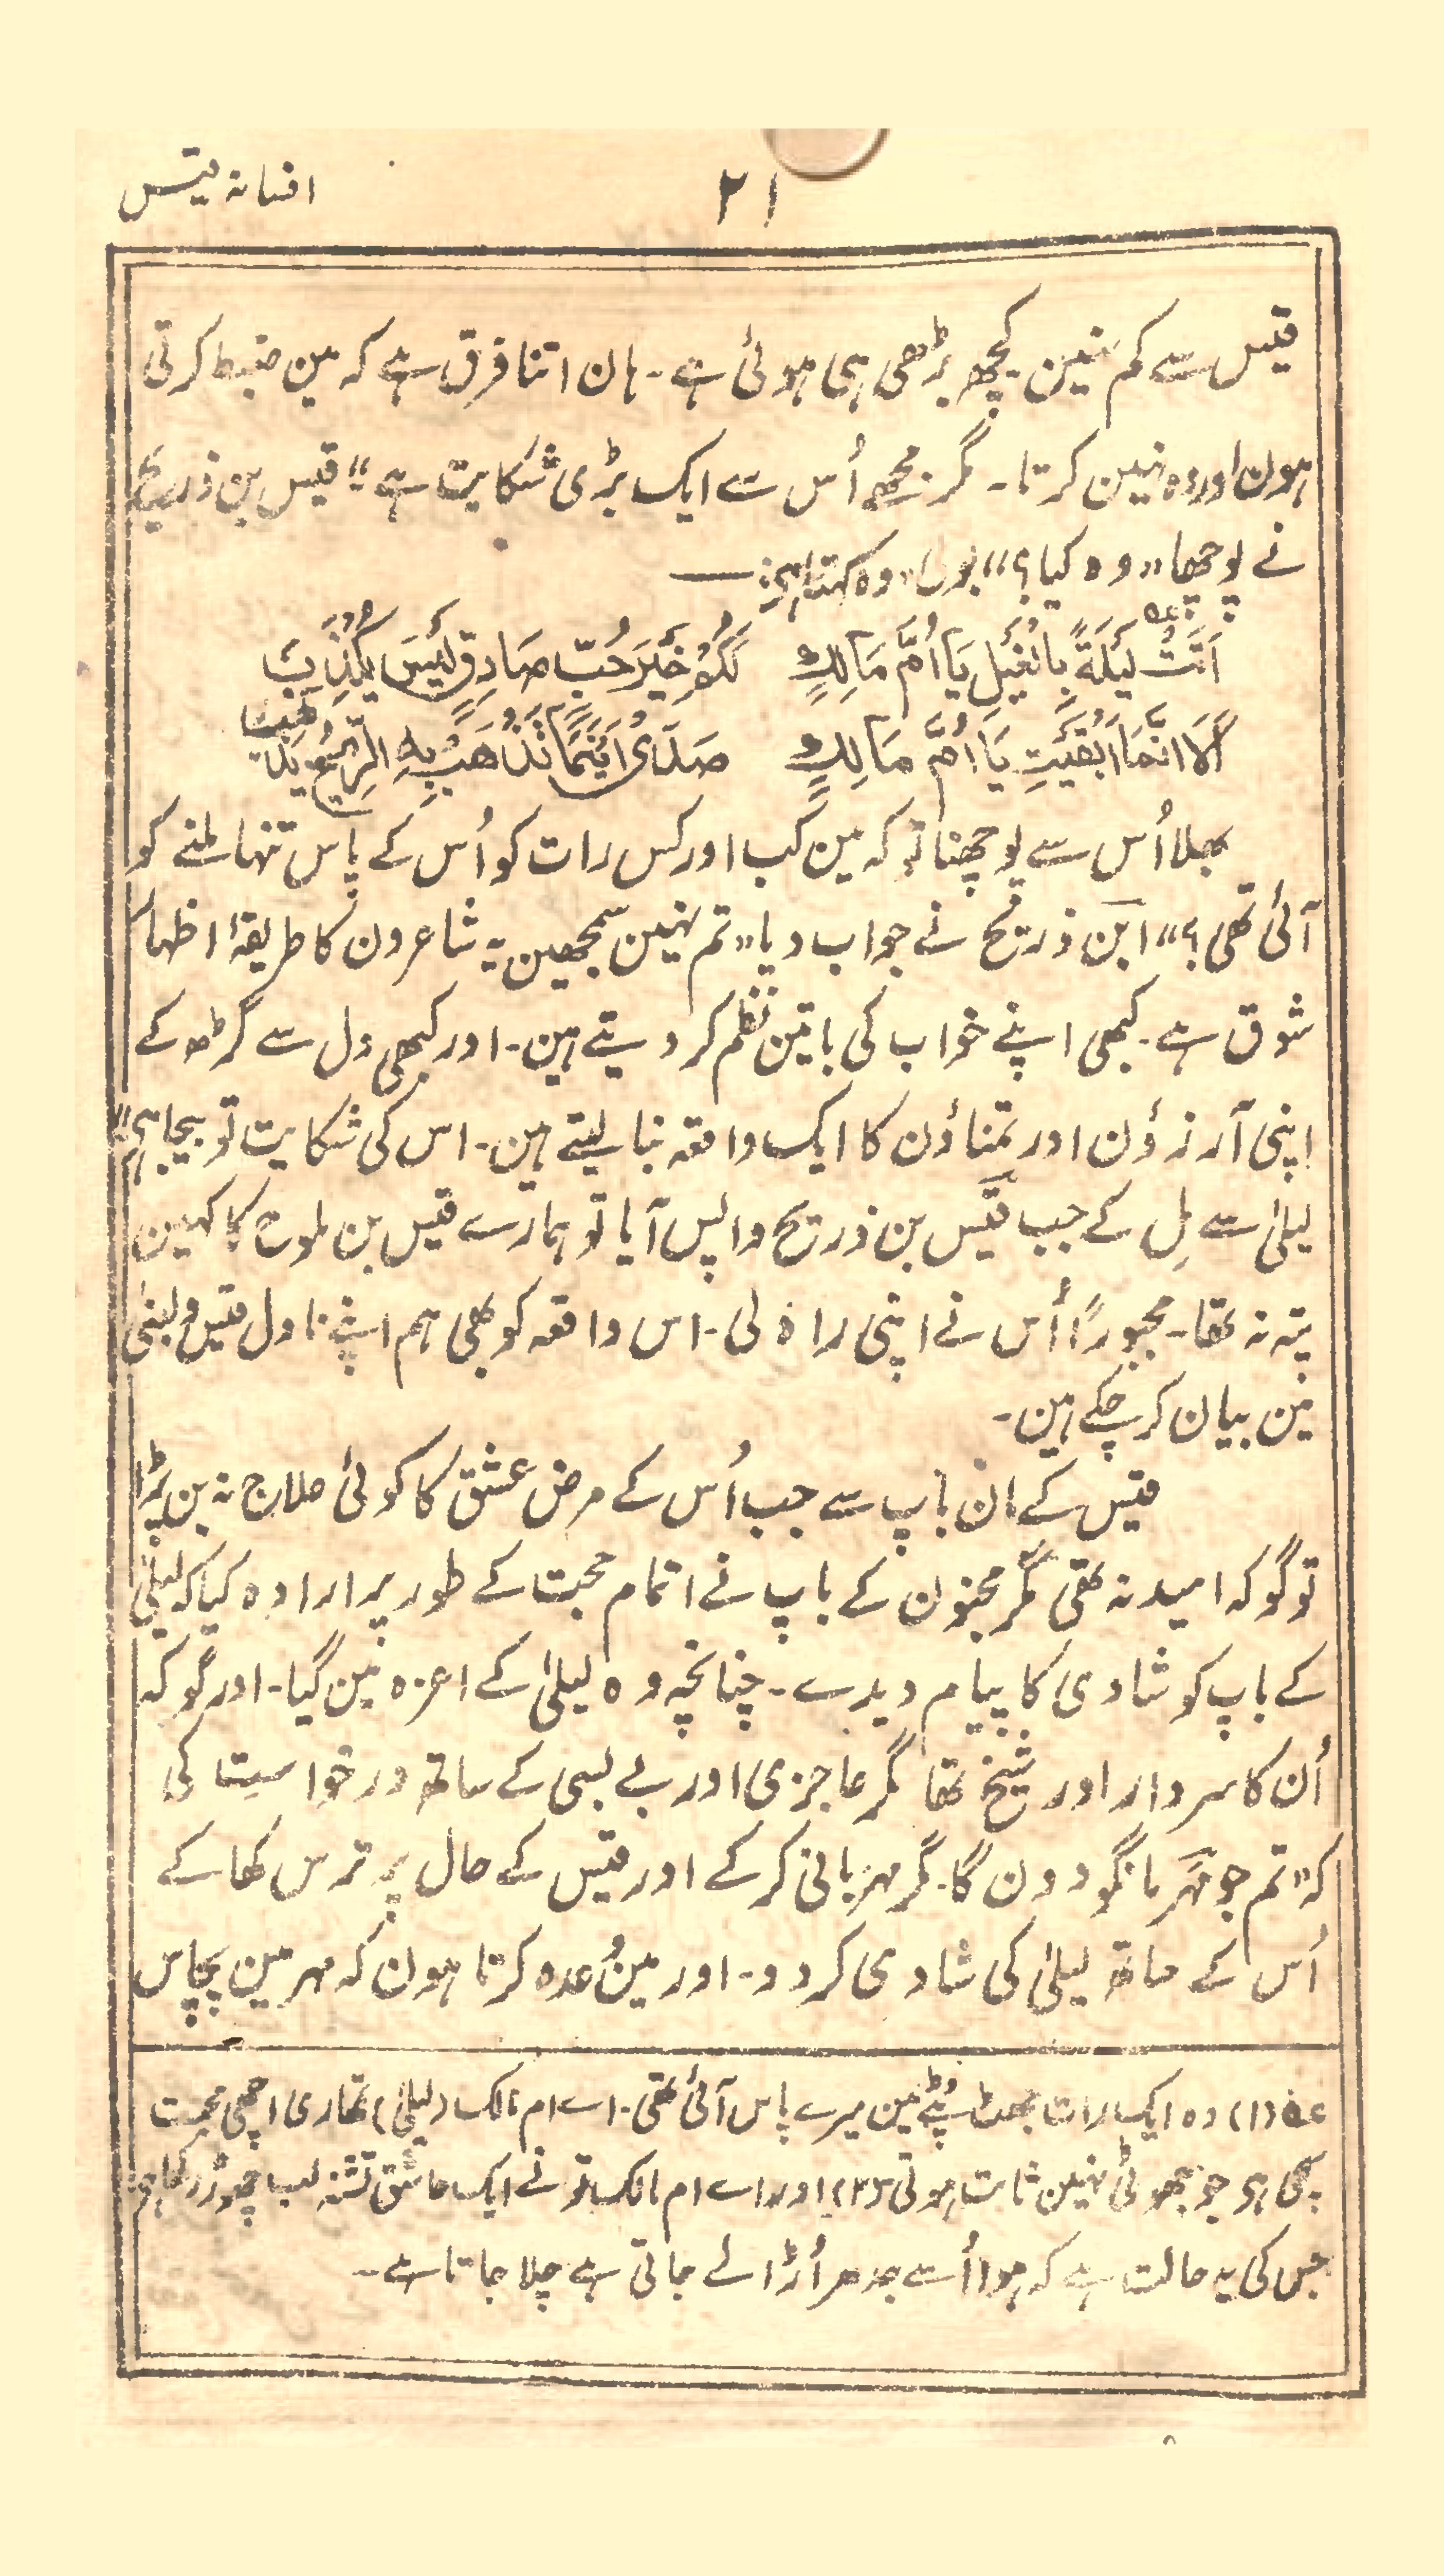 ۲۱
افسانہ قیس
قیس سے کم نہین کچھ بڑھی ہی ہوئی ہے۔ ہان اتنا فرق ہے کہ مین ضبط کرتی
ہون اور وہ نہین کرتا۔ مگر مجھے اُس سے ایک بڑی شکایت ہے" قیس بن ذریح
نے پوچھا "وہ کیا؟" بولی "وہ کہتا ہے:۔
اَتَتْ لَيْلَةً بِالْغَيْلِ يَا اُمَّ مَالِكٍ لَكُمْ غَيْرَ حُبٍّ صَادِقٍ لَيْسَ يُكْذَبُ
اَلَا اِنَّمَا اَبْقَيْتِ يَا اُمَّ مَالِكٍ صَدًى اَيْنَمَا تَذْهَبْ بِهِ الرِّيْحُ يَذْهَبُ
بھلا اُس سے پوچھنا تو کہ مین کب اور کس رات کو اُس کے پاس تنہا ملنے کو
آئی تھی؟" ابن ذریح نے جواب دیا "تم نہین سمجھین یہ شاعرون کا طریقۂ اظہار
شوق ہے۔ کبھی اپنے خواب کی باتین نظم کر دیتے ہین۔ اور کبھی دل سے گڑھ کے
اپنی آرزؤن اور تمناؤن کا ایک واقعہ بنا لیتے ہین۔ اس کی شکایت تو بیجا ہی"
لیلیٰ سے مِل کے جب قیس بن ذریح واپس آیا تو ہمارے قیس بن ملوح کا کہین
پتہ نہ تھا۔ مجبوراً اُس نے اپنی راہ لی۔ اس واقعہ کو بھی ہم اپنے ناول قیس و لبنیٰ
مین بیان کر چکے ہین۔
قیس کے مان باپ سے جب اُس کے مرض عشق کا کوئی علاج نہ بن پڑا
تو گو کہ امید نہ تھی مگر مجنون کے باپ نے اتمام حجت کے طور پر ارادہ کیا کہ لیلیٰ
کے باپ کو شادی کا پیام دیدے۔ چنانچہ وہ لیلیٰ کے اعزہ مین گیا۔ اور گو کہ
اُن کا سردار اور شیخ تھا مگر عاجزی اور بے بسی کے ساتھ درخواست کی
کہ "تم جو مہر مانگو دون گا۔ مگر مہربانی کرکے اور قیس کے حال پر ترس کھا کے
اُس کے ساتھ لیلیٰ کی شادی کر دو۔ اور مین وعدہ کرتا ہون کہ مہر مین پچاس
عہ (۱) وہ ایک رات جھٹ پُٹے مین میرے پاس آئی تھی۔ اے ام مالک (لیلیٰ) تمھاری اچھی محبت
سچی ہی جو جھوٹی نہین ثابت ہوتی (۲) اور اے ام مالک تو نے ایک عاشق تشنہ لب چھوڑ رکھا ہے
جس کی یہ حالت ہے کہ ہوا اُسے جدھر اُڑائے لے جاتی ہے چلا جاتا ہے۔